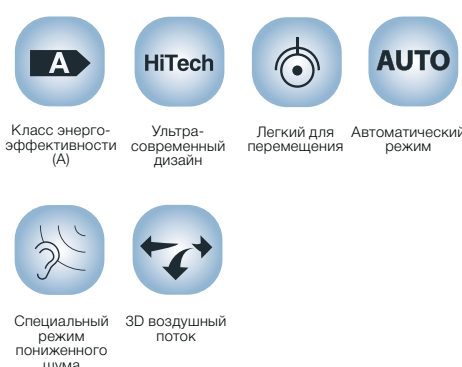 A
HiTech
AUTO
Класс энерго-
эффективности
(A)
Ультра-
современный
дизайн
Легкий для
перемещения
Автоматический
режим
Специальный
режим
пониженного
шума
3D воздушный
поток